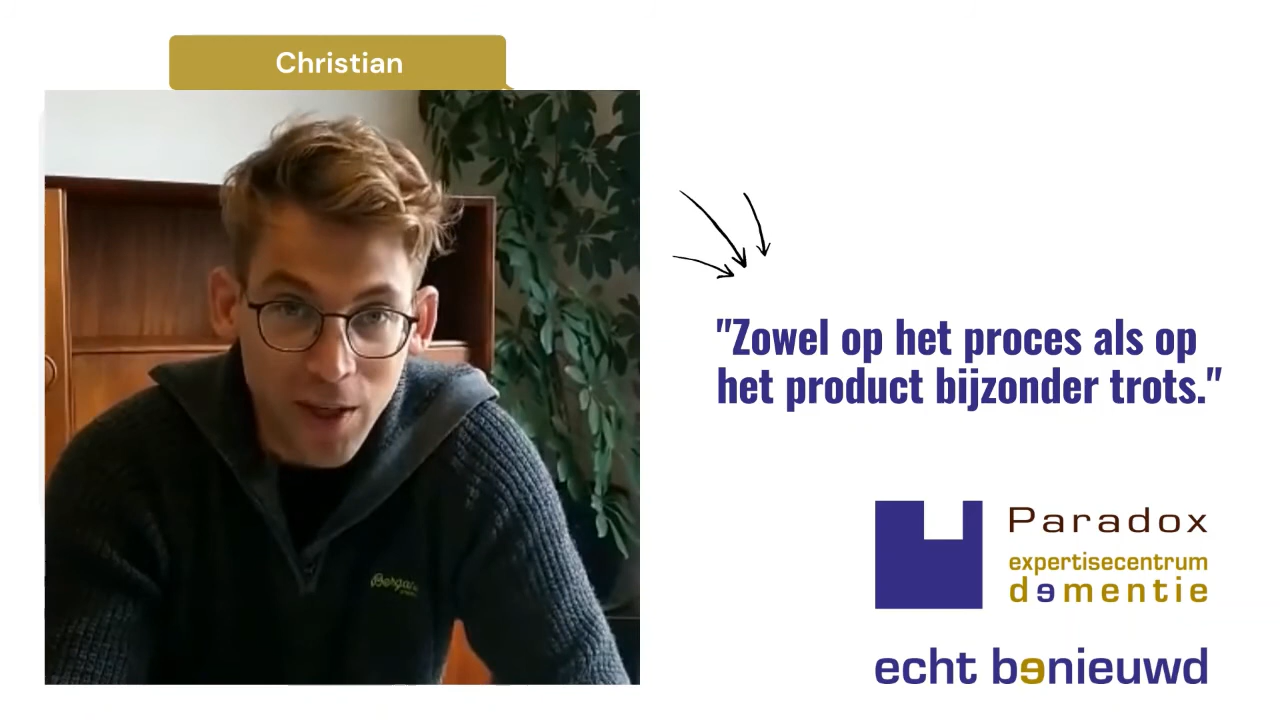 Christian
"Zowel op het proces als op
het product bijzonder trots."
Paradox
expertisecentrum
dementie
echt benieuwd